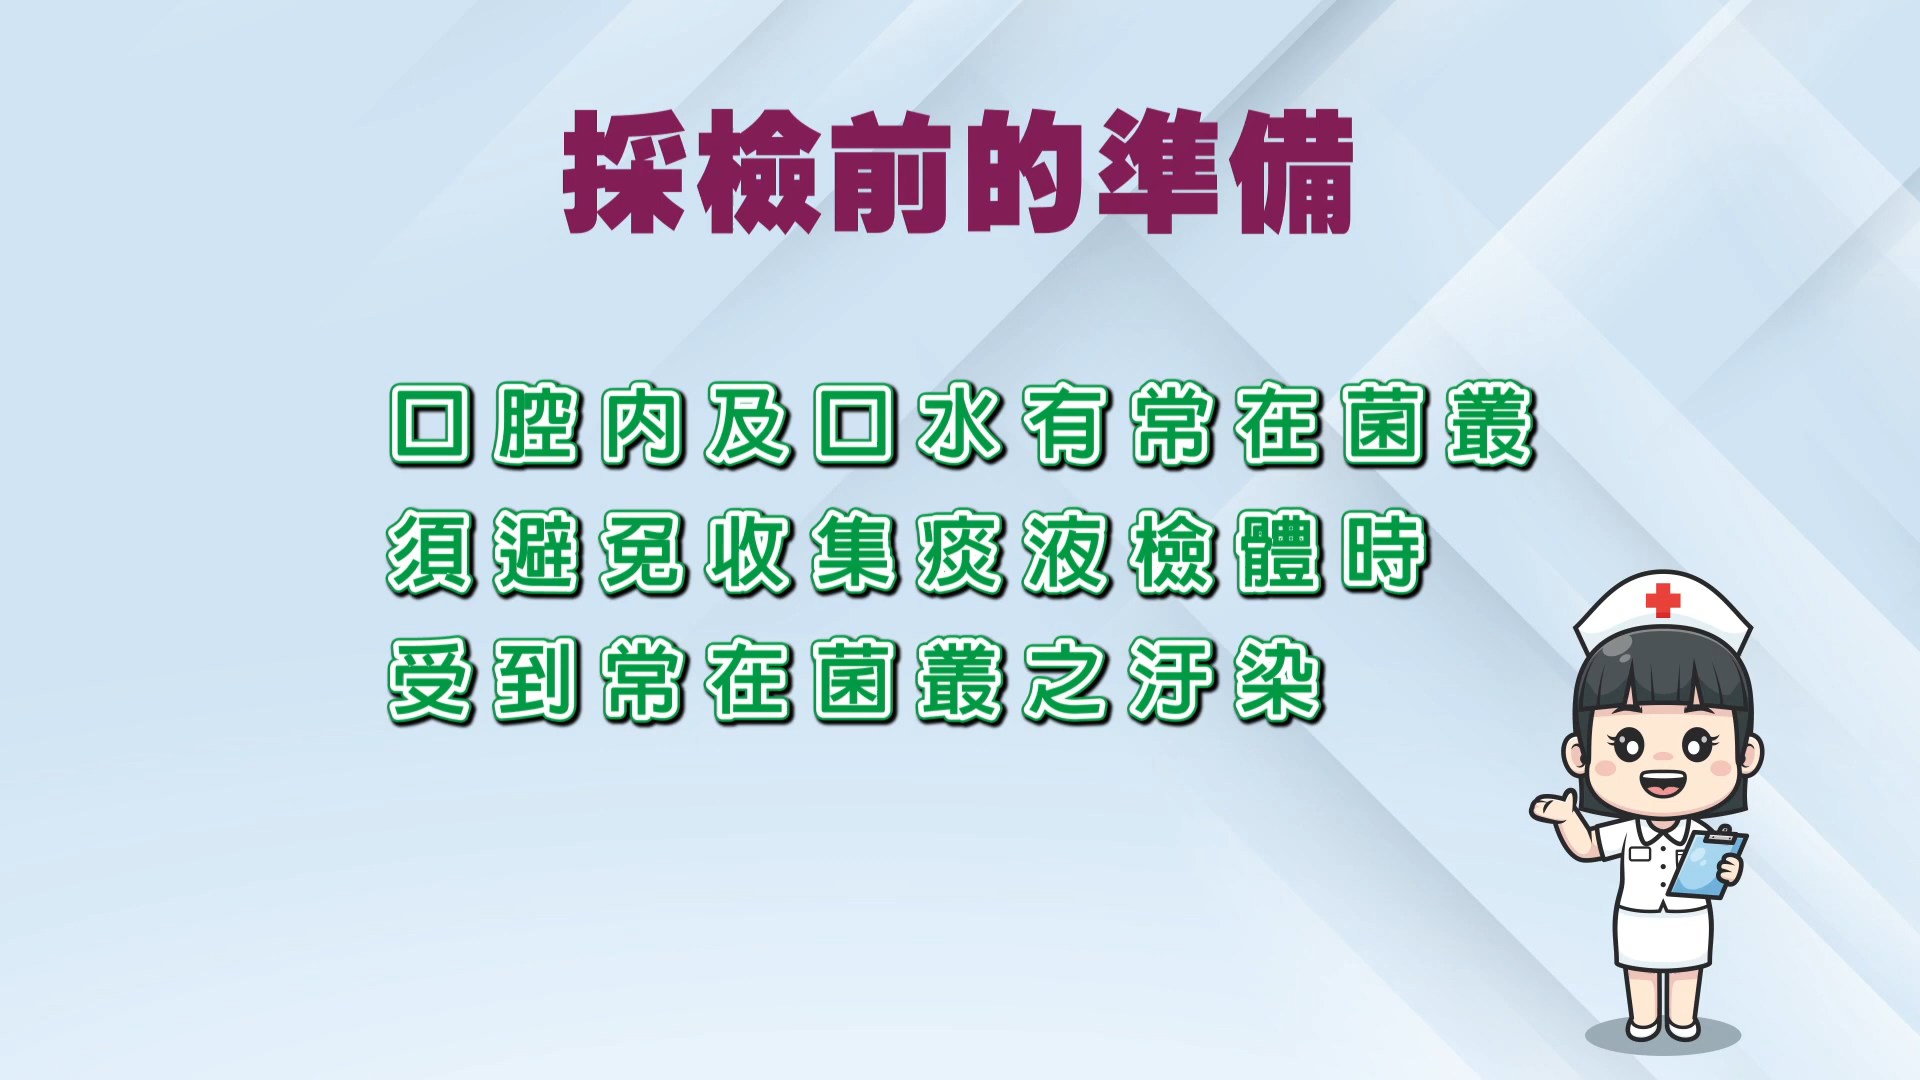 採檢前的準備
口腔內及口水有常在菌叢
須避免收集痰液檢體時
受到常在菌叢之汙染